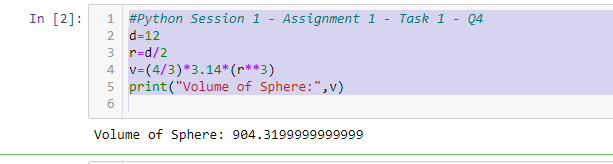 In [2]:
1 #Python Session 1 - Assignment 1 - Task 1 - Q4
2 d=12
3 r=d/2
4 v=(4/3)*3.14*(r**3)
5 print("Volume of Sphere:",v)
6
Volume of Sphere: 904.3199999999999